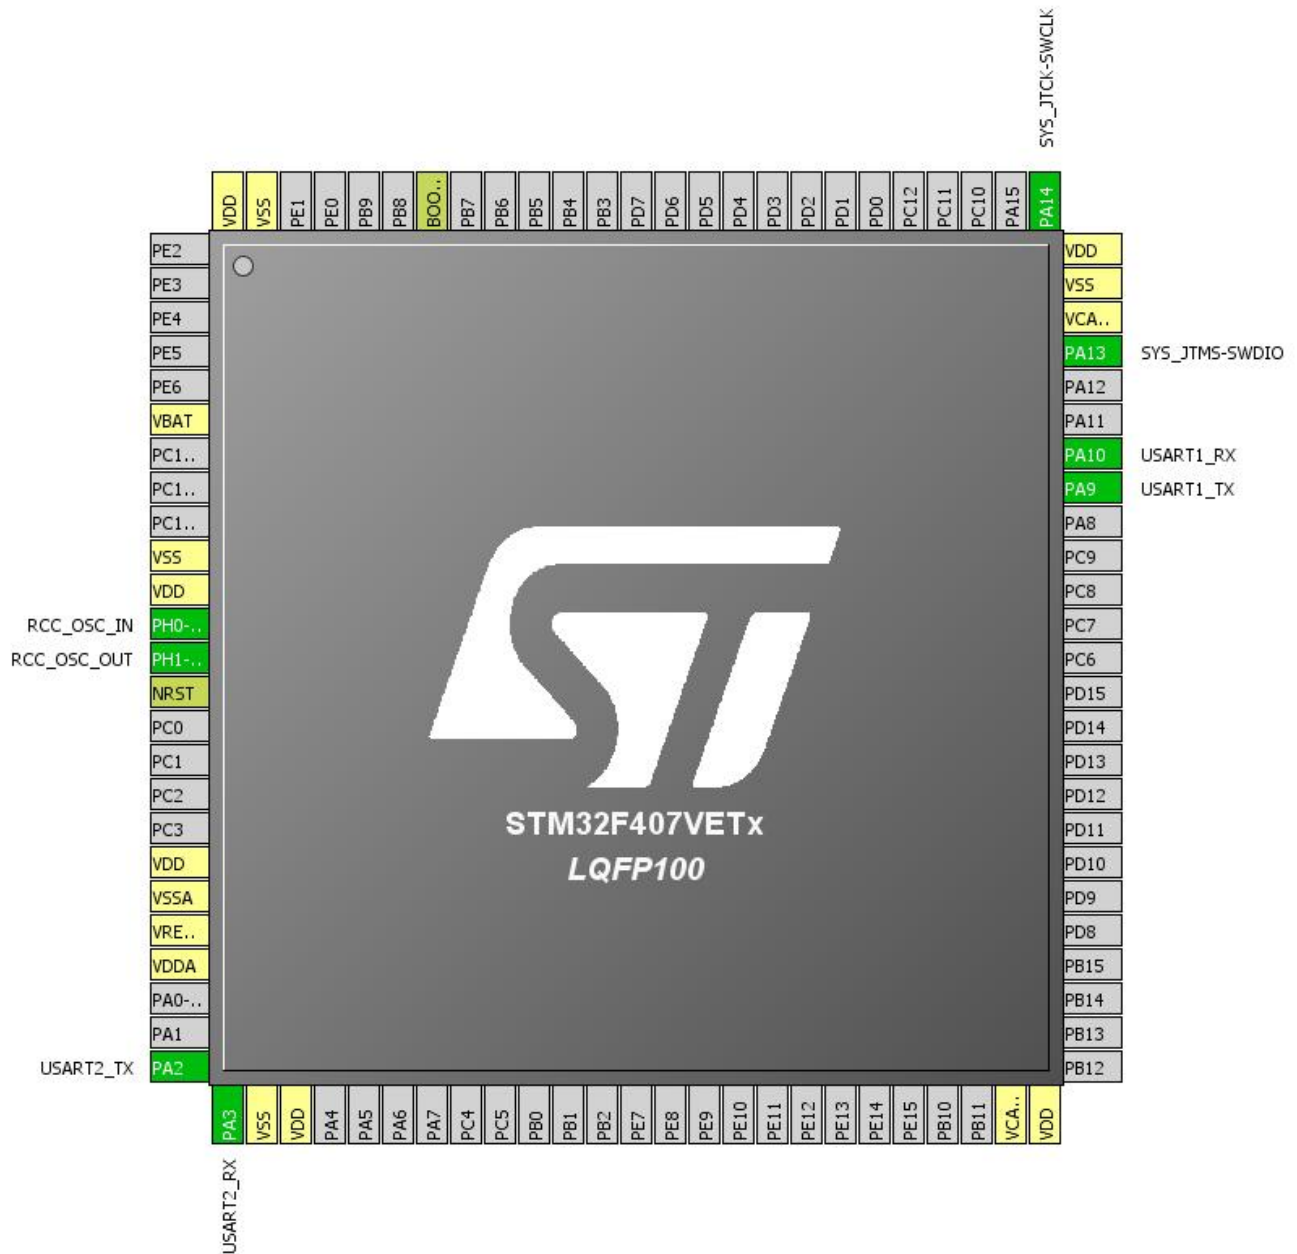 SYS_JTCK-SWCLK
VDD VSS PE1 PE0 PB9 PB8 BOO.. PB7 PB6 PB5 PB4 PB3 PD7 PD6 PD5 PD4 PD3 PD2 PD1 PD0 PC12 PC11 PC10 PA15 PA14
PE2
PE3
PE4
PE5
PE6
VBAT
PC1..
PC1..
PC1..
VSS
VDD
RCC_OSC_IN PH0-..
RCC_OSC_OUT PH1-..
NRST
PC0
PC1
PC2
PC3
VDD
VSSA
VRE..
VDDA
PA0-..
PA1
USART2_TX PA2
ST
STM32F407VETx
LQFP100
VDD
VSS
VCA..
PA13 SYS_JTMS-SWDIO
PA12
PA11
PA10 USART1_RX
PA9 USART1_TX
PA8
PC9
PC8
PC7
PC6
PD15
PD14
PD13
PD12
PD11
PD10
PD9
PD8
PB15
PB14
PB13
PB12
PA3 VSS VDD PA4 PA5 PA6 PA7 PC4 PC5 PB0 PB1 PB2 PE7 PE8 PE9 PE10 PE11 PE12 PE13 PE14 PE15 PB10 PB11 VCA.. VDD
USART2_RX